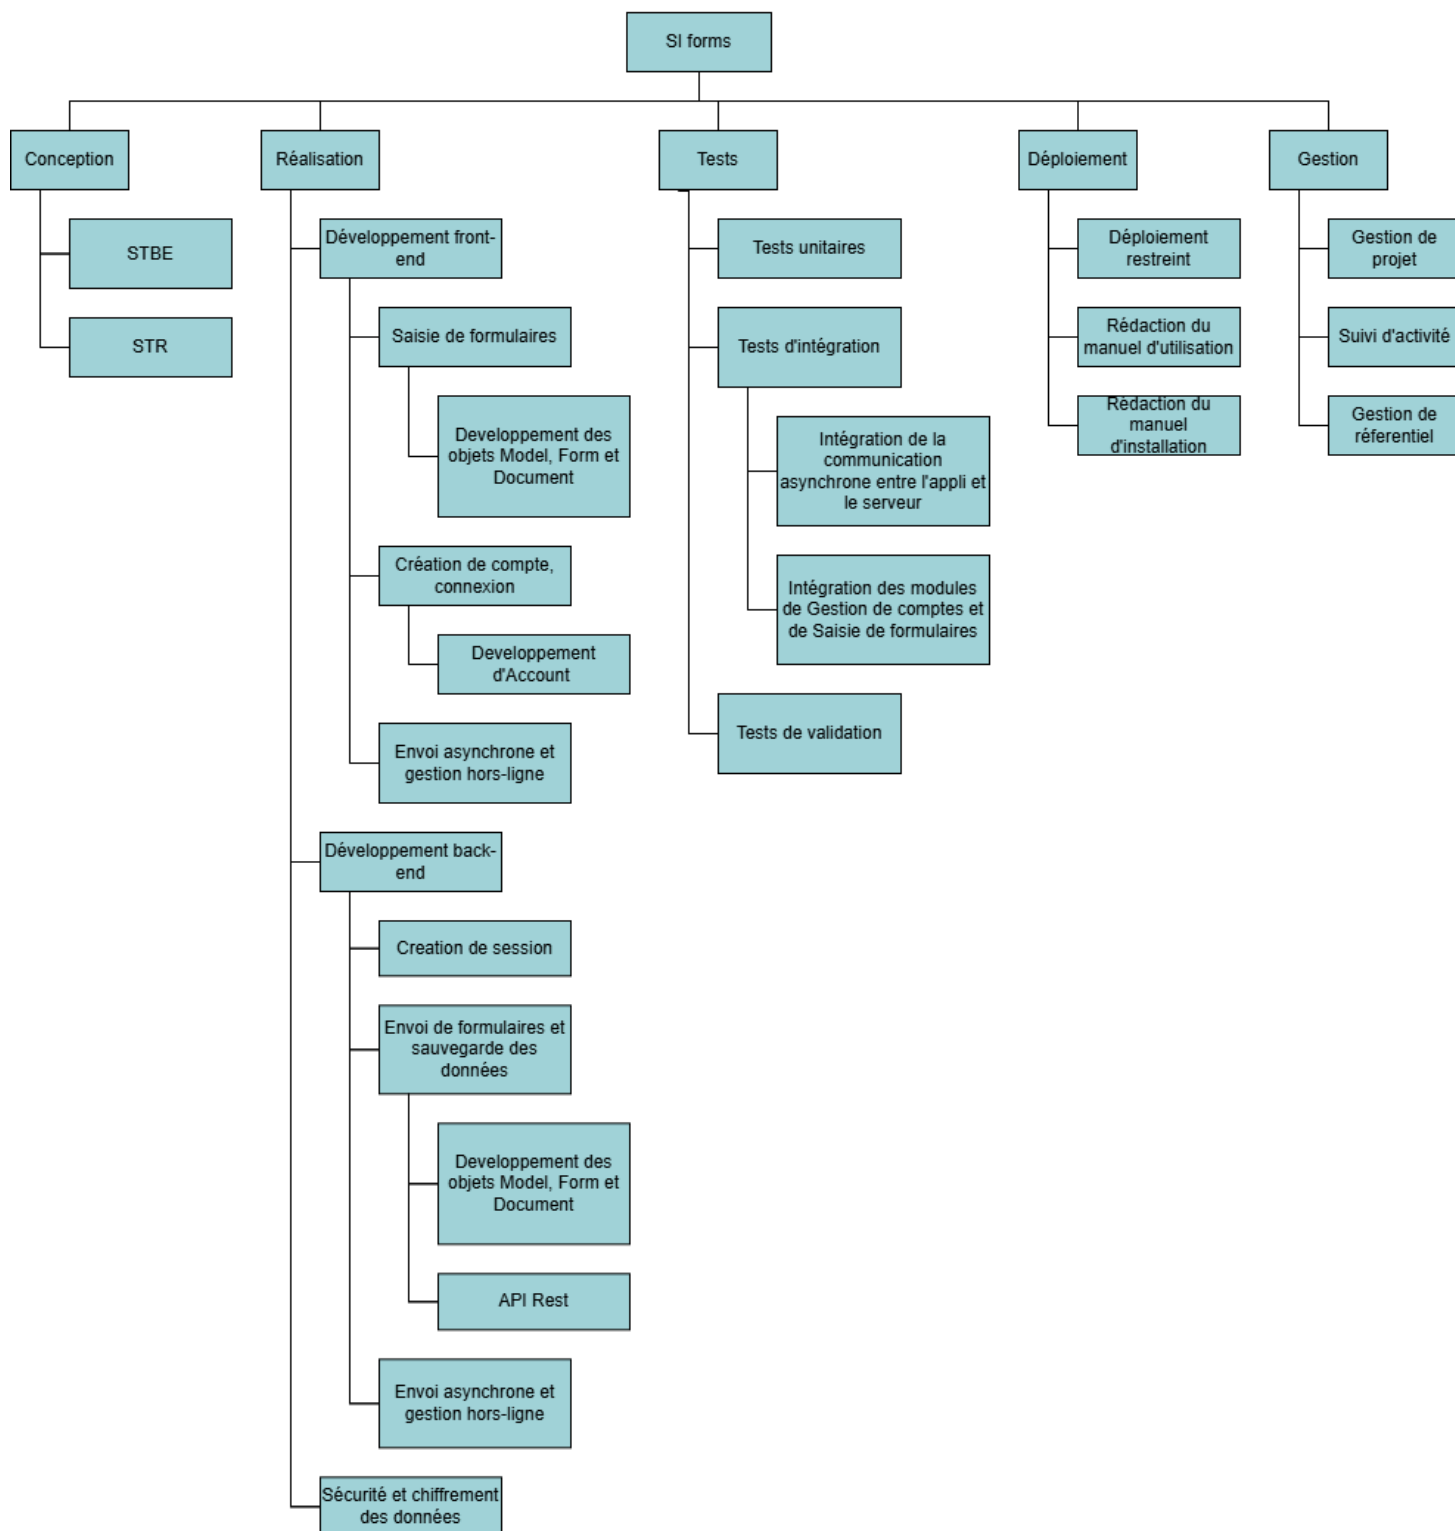 SI forms
Conception
Réalisation
Tests
Déploiement
Gestion
STBE
STR
Développement front-
end
Saisie de formulaires
Developpement des
objets Model, Form et
Document
Création de compte,
connexion
Developpement
d'Account
Envoi asynchrone et
gestion hors-ligne
Développement back-
end
Creation de session
Envoi de formulaires et
sauvegarde des
données
Developpement des
objets Model, Form et
Document
API Rest
Envoi asynchrone et
gestion hors-ligne
Sécurité et chiffrement
des données
Tests unitaires
Tests d'intégration
Intégration de la
communication
asynchrone entre l'appli et
le serveur
Intégration des modules
de Gestion de comptes et
de Saisie de formulaires
Tests de validation
Déploiement
restreint
Rédaction du
manuel d'utilisation
Rédaction du
manuel
d'installation
Gestion de
projet
Suivi d'activité
Gestion de
réferentiel